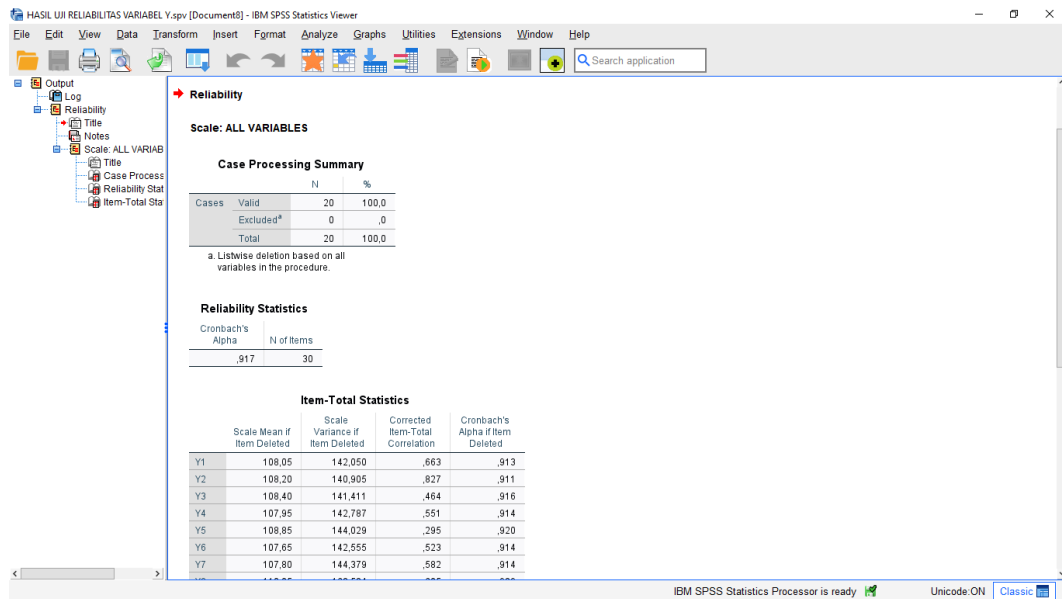 HASIL UJI RELIABILITAS VARIABEL Y.spv [Document8] - IBM SPSS Statistics Viewer
File Edit View Data Transform Insert Format Analyze Graphs Utilities Extensions Window Help
Search application
Output
Log
Reliability
Title
Notes
Scale: ALL VARIAB
Title
Case Process
Reliability Stat
Item-Total Sta
Reliability
Scale: ALL VARIABLES
Case Processing Summary
N %
Cases Valid 20 100,0
Excludedª 0 ,0
Total 20 100,0
a. Listwise deletion based on all
variables in the procedure.
Reliability Statistics
Cronbach's
Alpha N of Items
,917 30
Item-Total Statistics
Scale Mean if Item Deleted Scale Variance if Item Deleted Corrected Item-Total Correlation Cronbach's Alpha if Item Deleted
Y1 108,05 142,050 ,663 ,913
Y2 108,20 140,905 ,827 ,911
Y3 108,40 141,411 ,464 ,916
Y4 107,95 142,787 ,551 ,914
Y5 108,85 144,029 ,295 ,920
Y6 107,65 142,555 ,523 ,914
Y7 107,80 144,379 ,582 ,914
IBM SPSS Statistics Processor is ready Unicode:ON Classic